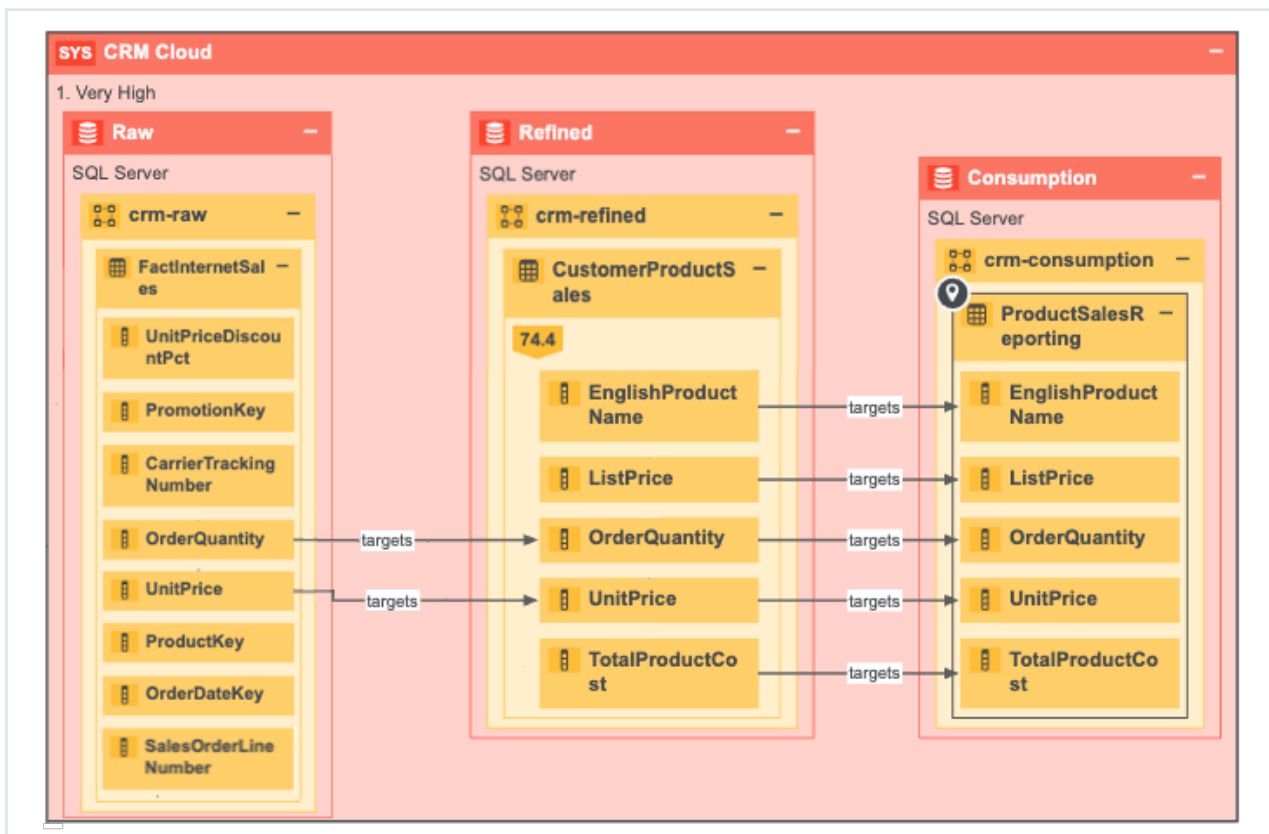 SYS CRM Cloud
1. Very High
Raw
SQL Server
crm-raw
FactInternetSal
es
UnitPriceDiscou
ntPct
PromotionKey
CarrierTracking
Number
OrderQuantity
UnitPrice
ProductKey
OrderDateKey
SalesOrderLine
Number
targets
targets
Refined
SQL Server
crm-refined
CustomerProductS
ales
74.4
EnglishProduct
Name
ListPrice
OrderQuantity
UnitPrice
TotalProductCo
st
targets
targets
targets
targets
targets
Consumption
SQL Server
crm-consumption
ProductSalesR
eporting
EnglishProduct
Name
ListPrice
OrderQuantity
UnitPrice
TotalProductCo
st